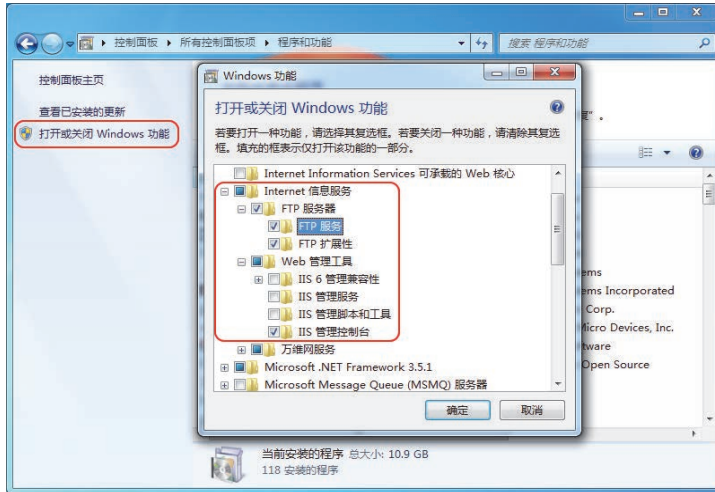 控制面板 ▸ 所有控制面板项 ▸ 程序和功能
搜索 程序和功能
控制面板主页
查看已安装的更新
打开或关闭 Windows 功能
Windows 功能
打开或关闭 Windows 功能
若要打开一种功能，请选择其复选框。若要关闭一种功能，请清除其复选
框。填充的框表示仅打开该功能的一部分。
Internet Information Services 可承载的 Web 核心
Internet 信息服务
FTP 服务器
FTP 服务
FTP 扩展性
Web 管理工具
IIS 6 管理兼容性
IIS 管理服务
IIS 管理脚本和工具
IIS 管理控制台
万维网服务
Microsoft .NET Framework 3.5.1
Microsoft Message Queue (MSMQ) 服务器
确定 取消
ems
ems Incorporated
Corp.
Micro Devices, Inc.
tware
Open Source
当前安装的程序 总大小: 10.9 GB
118 安装的程序